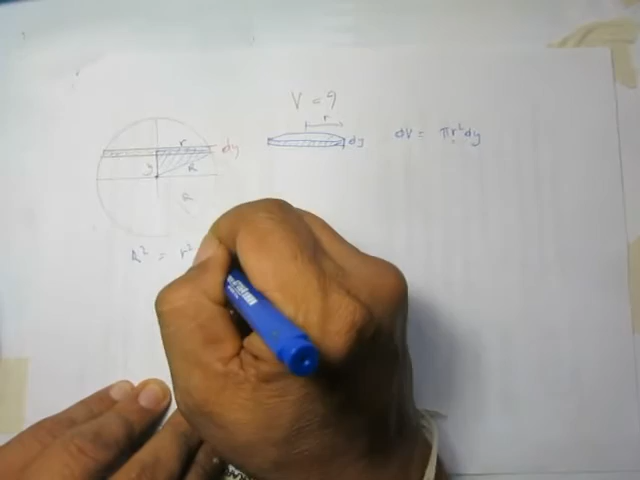 V = ?
r
dy
dV = πr²dy
r
dy
y
R
R
R² = r²